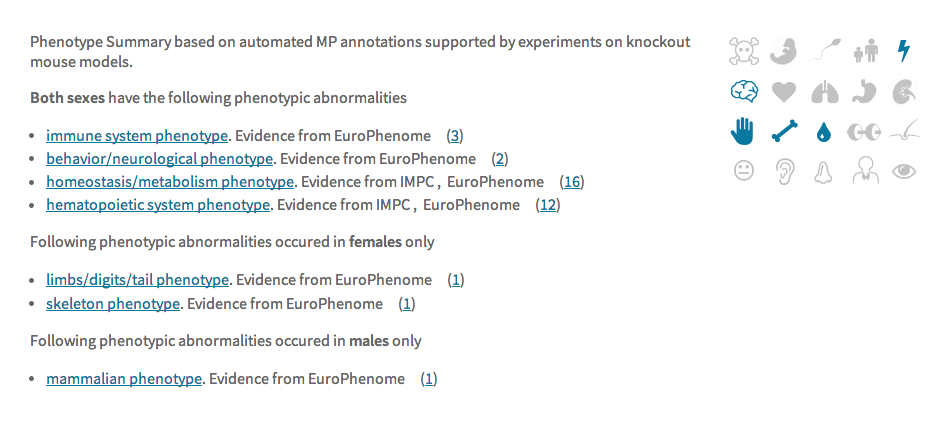 Phenotype Summary based on automated MP annotations supported by experiments on knockout
mouse models.
Both sexes have the following phenotypic abnormalities
• immune system phenotype. Evidence from EuroPhenome (3)
• behavior/neurological phenotype. Evidence from EuroPhenome (2)
• homeostasis/metabolism phenotype. Evidence from IMPC , EuroPhenome (16)
• hematopoietic system phenotype. Evidence from IMPC , EuroPhenome (12)
Following phenotypic abnormalities occured in females only
• limbs/digits/tail phenotype. Evidence from EuroPhenome (1)
• skeleton phenotype. Evidence from EuroPhenome (1)
Following phenotypic abnormalities occured in males only
• mammalian phenotype. Evidence from EuroPhenome (1)